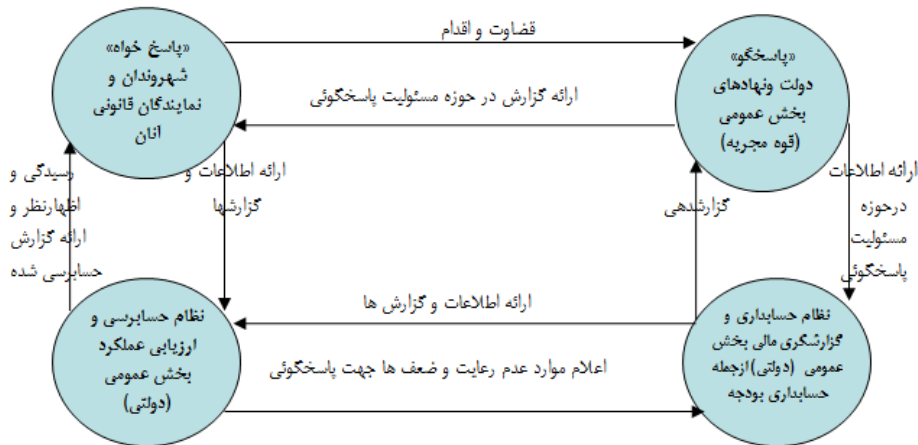 قضاوت و اقدام
«پاسخگو»
دولت ونهادهای
بخش عمومی
(قوه مجریه)
«پاسخ خواه»
شهروندان و
نمایندگان قانونی
انان
ارائه گزارش در حوزه مسئولیت پاسخگوئی
ارائه اطلاعات
درحوزه
مسئولیت
پاسخگوئی
گزارشدهی
ارائه اطلاعات و
گزارشها
رسیدگی و
اظهارنظر و
ارائه گزارش
حسابرسی شده
ارائه اطلاعات و گزارش ها
نظام حسابداری و
گزارشگری مالی بخش
عمومی (دولتی)ازجمله
حسابداری بودجه
نظام حسابرسی و
ارزیابی عملکرد
بخش عمومی
(دولتی)
اعلام موارد عدم رعایت و ضعف ها جهت پاسخگوئی